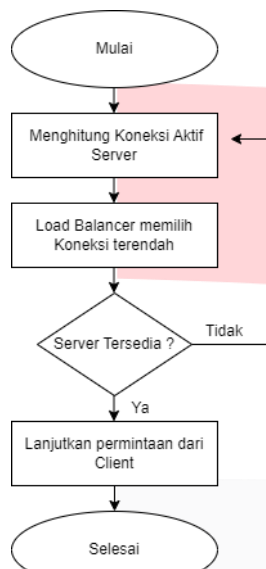 Mulai
Menghitung Koneksi Aktif
Server
Load Balancer memilih
Koneksi terendah
Server Tersedia ?
Tidak
Ya
Lanjutkan permintaan dari
Client
Selesai